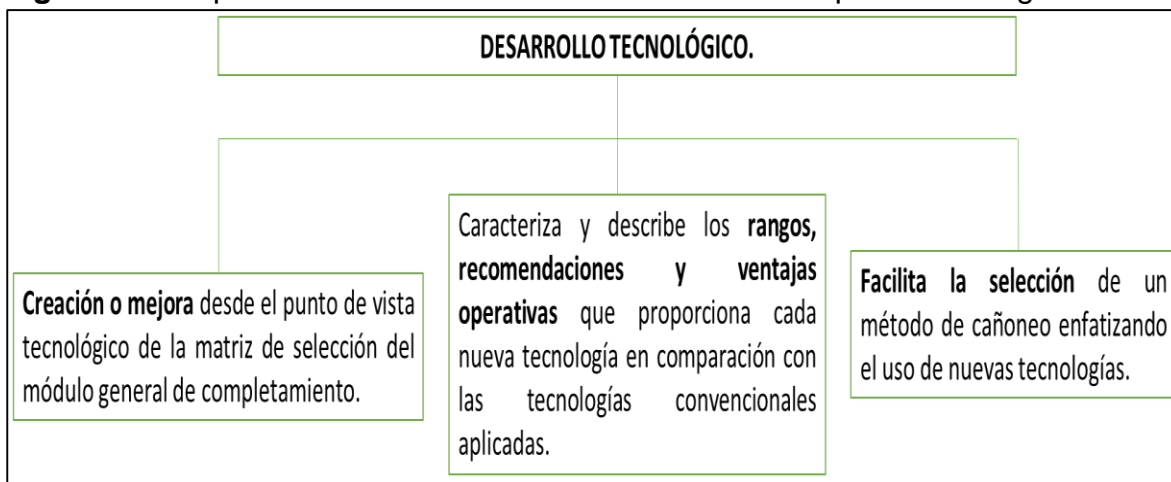 DESARROLLO TECNOLÓGICO.
Creación o mejora desde el punto de vista
tecnológico de la matriz de selección del
módulo general de completamiento.
Caracteriza y describe los rangos,
recomendaciones y ventajas
operativas que proporciona cada
nueva tecnología en comparación con
las tecnologías convencionales
aplicadas.
Facilita la selección de un
método de cañoneo enfatizando
el uso de nuevas tecnologías.